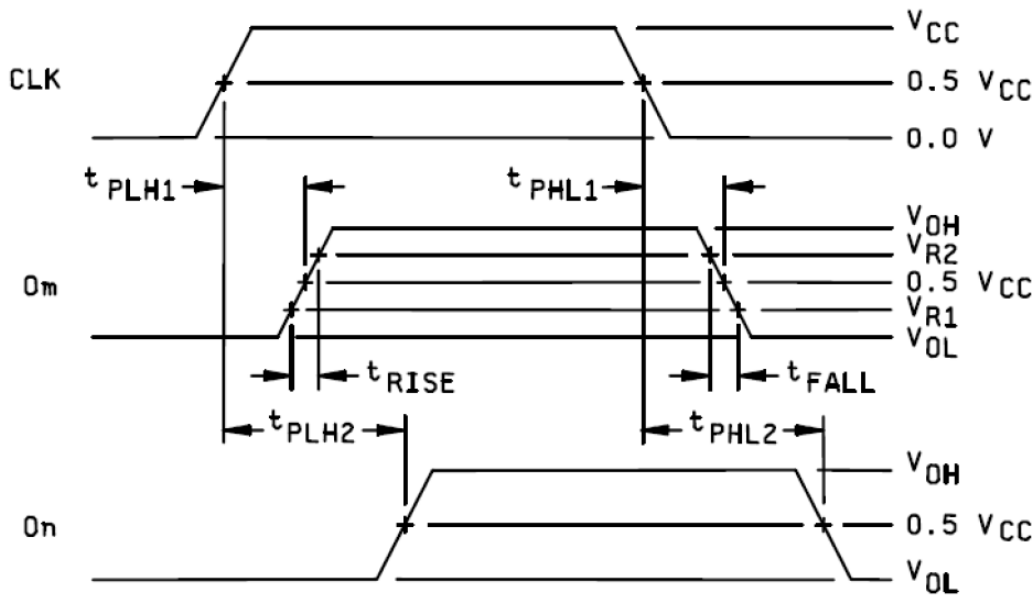 V_CC
CLK
0.5 V_CC
0.0 V
t_PLH1
t_PHL1
V_OH
V_R2
Om
0.5 V_CC
V_R1
V_OL
t_RISE
t_FALL
t_PLH2
t_PHL2
V_OH
On
0.5 V_CC
V_OL